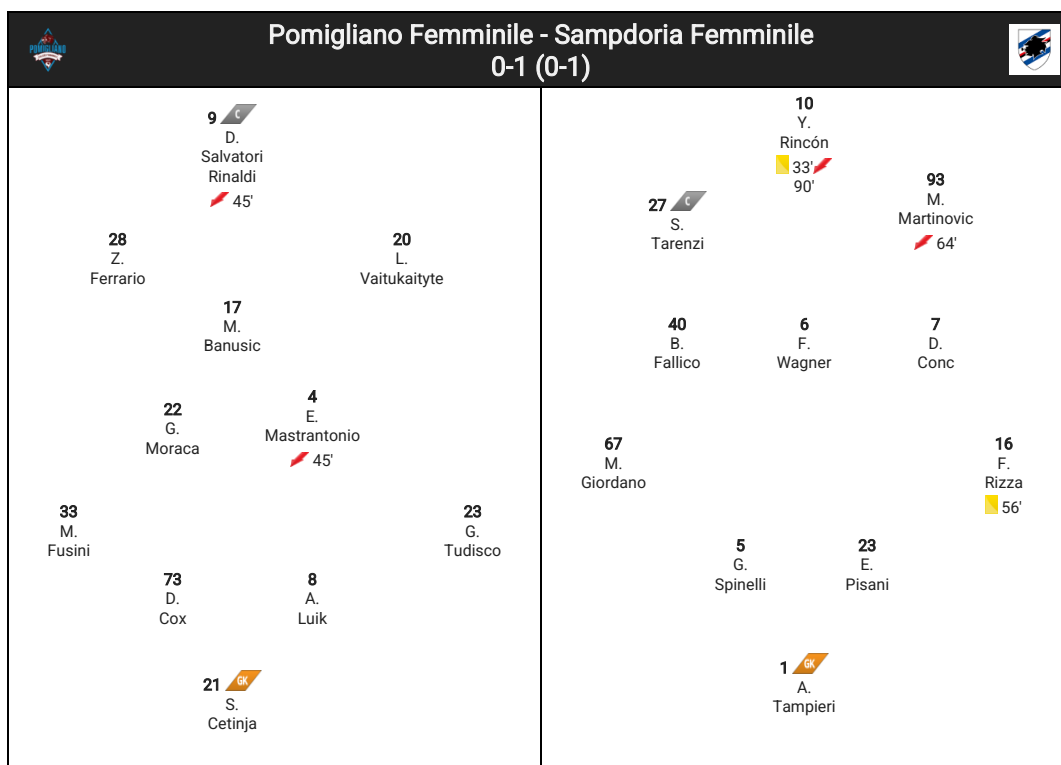 POMIGLIANO
Pomigliano Femminile - Sampdoria Femminile
0-1 (0-1)
9 C
D.
Salvatori
Rinaldi
45'
28
Z.
Ferrario
20
L.
Vaitukaityte
17
M.
Banusic
22
G.
Moraca
4
E.
Mastrantonio
45'
33
M.
Fusini
23
G.
Tudisco
73
D.
Cox
8
A.
Luik
21 GK
S.
Cetinja
10
Y.
Rincón
33'
90'
27 C
S.
Tarenzi
93
M.
Martinovic
64'
40
B.
Fallico
6
F.
Wagner
7
D.
Conc
67
M.
Giordano
16
F.
Rizza
56'
5
G.
Spinelli
23
E.
Pisani
1 GK
A.
Tampieri